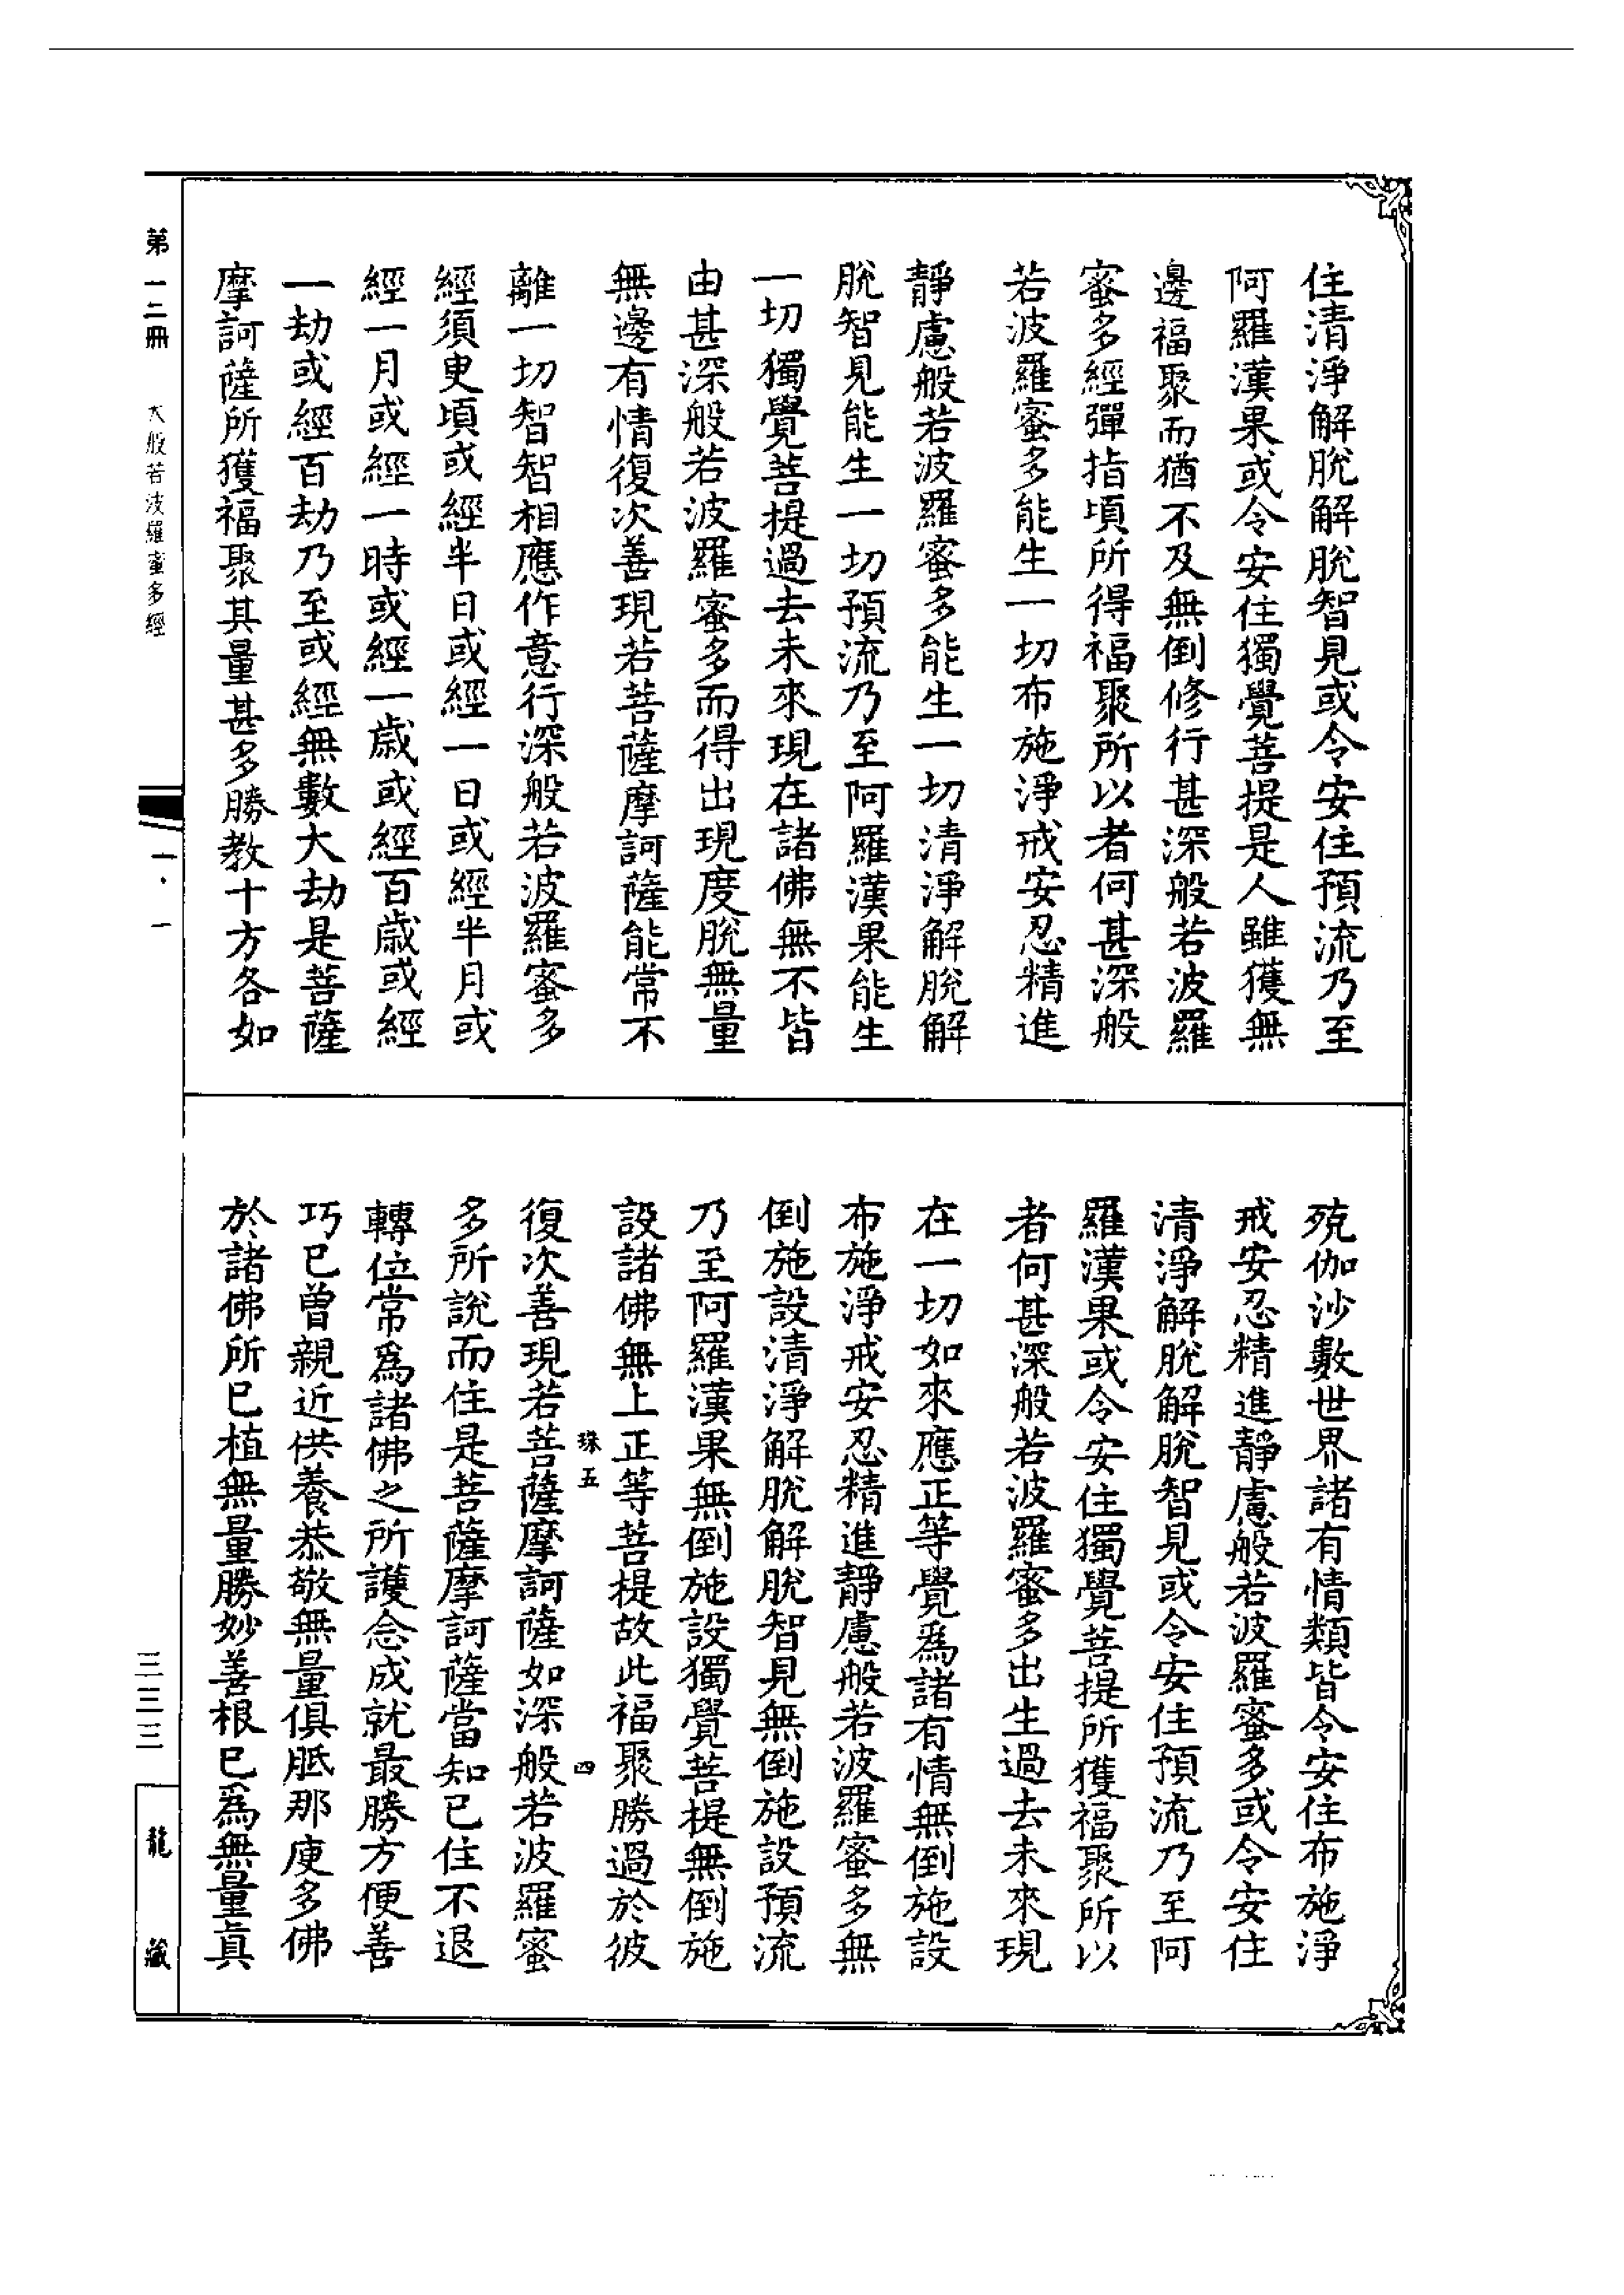 住清淨解脫解脫智見或令安住預流乃至
阿羅漢果或令安住獨覺菩提是人雖獲無
邊福聚而猶不及無倒修行甚深般若波羅
蜜多經彈指頃所得福聚所以者何甚深般
若波羅蜜多能生一切布施淨戒安忍精進
靜慮般若波羅蜜多能生一切清淨解脫解
脫智見能生一切預流乃至阿羅漢果能生
一切獨覺菩提過去未來現在諸佛無不皆
由甚深般若波羅蜜多而得出現度脫無量
無邊有情復次善現若菩薩摩訶薩能常不
離一切智智相應作意行深般若波羅蜜多
經須臾頃或經半日或經一日或經半月或
經一月或經一時或經一歲或經百歲或經
一劫或經百劫乃至或經無數大劫是菩薩
摩訶薩所獲福聚其量甚多勝教十方各如
殑伽沙數世界諸有情類皆令安住布施淨
戒安忍精進靜慮般若波羅蜜多或令安住
清淨解脫解脫智見或令安住預流乃至阿
羅漢果或令安住獨覺菩提所獲福聚所以
者何甚深般若波羅蜜多出生過去未來現
在一切如來應正等覺爲諸有情無倒施設
布施淨戒安忍精進靜慮般若波羅蜜多無
倒施設清淨解脫解脫智見無倒施設預流
乃至阿羅漢果無倒施設獨覺菩提無倒施
設諸佛無上正等菩提故此福聚勝過於彼
珠五 四
復次善現若菩薩摩訶薩如深般若波羅蜜
多所說而住是菩薩摩訶薩當知已住不退
轉位常爲諸佛之所護念成就最勝方便善
巧已曾親近供養恭敬無量俱胝那庾多佛
於諸佛所已植無量勝妙善根已爲無量真
第一二冊 大般若波羅蜜多經
一·一
三三三
龍藏